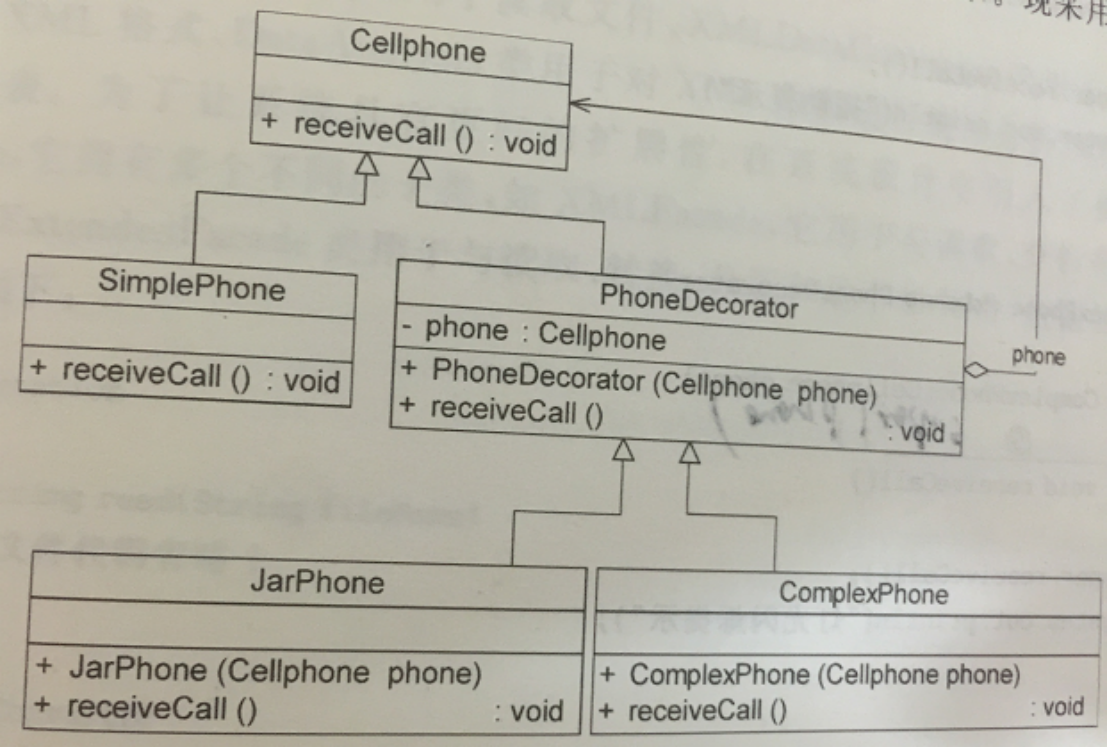 现采用
Cellphone
+ receiveCall () : void
SimplePhone
+ receiveCall () : void
PhoneDecorator
- phone : Cellphone
+ PhoneDecorator (Cellphone phone)
+ receiveCall () : void
phone
JarPhone
+ JarPhone (Cellphone phone)
+ receiveCall () : void
ComplexPhone
+ ComplexPhone (Cellphone phone)
+ receiveCall () : void